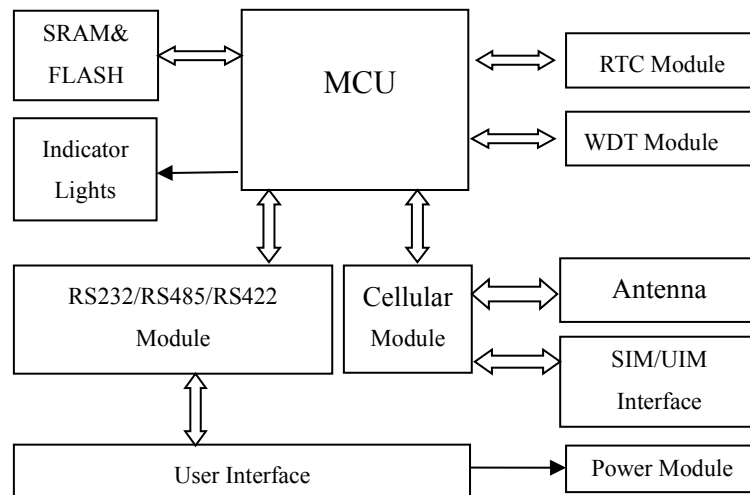 SRAM&
FLASH
MCU
RTC Module
WDT Module
Indicator
Lights
RS232/RS485/RS422
Module
Cellular
Module
Antenna
SIM/UIM
Interface
User Interface
Power Module